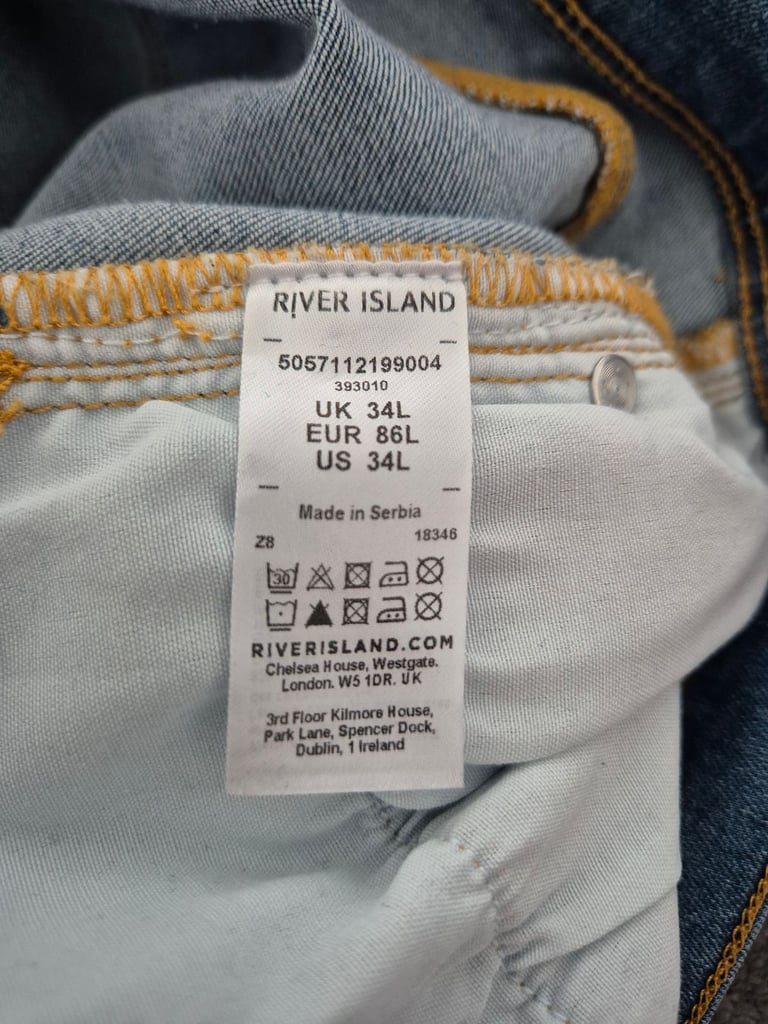 RIVER ISLAND
5057112199004
393010
UK 34L
EUR 86L
US 34L
Made in Serbia
Z8 18346
30
RIVERISLAND.COM
Chelsea House, Westgate.
London. W5 1DR. UK
3rd Floor Kilmore House,
Park Lane, Spencer Dock,
Dublin, 1 Ireland